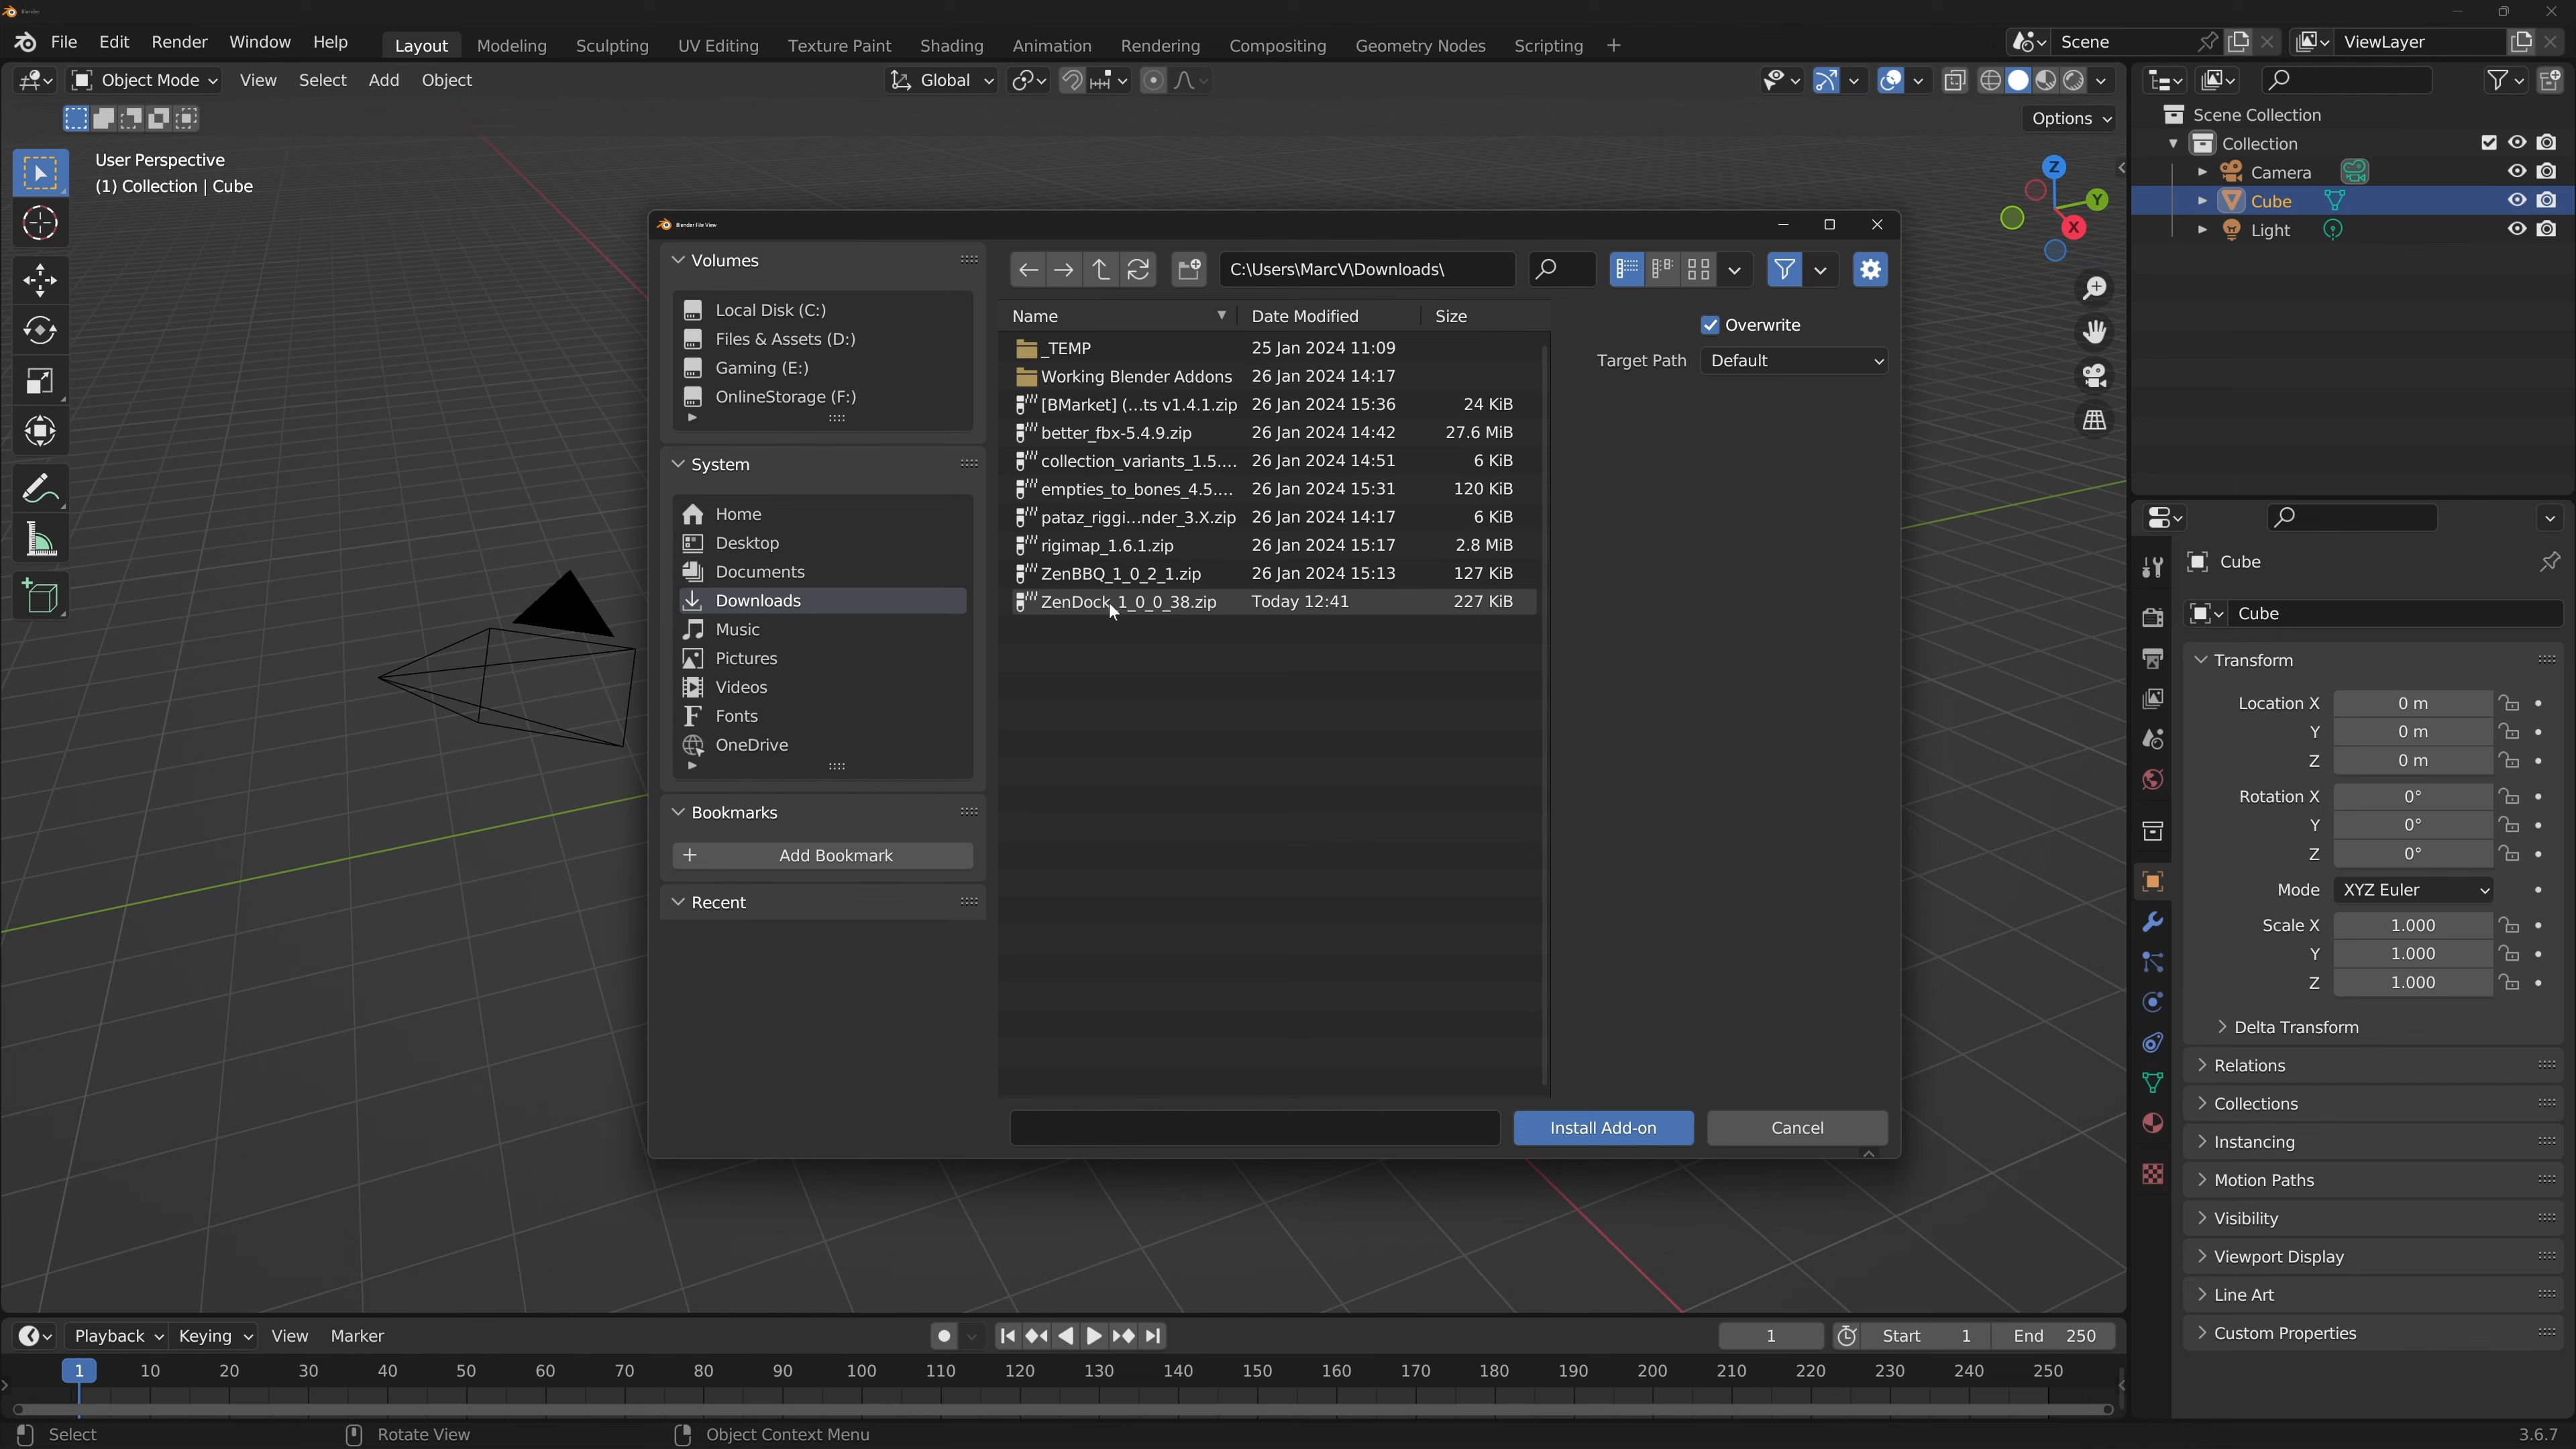 Blender
File Edit Render Window Help
Layout Modeling Sculpting UV Editing Texture Paint Shading Animation Rendering Compositing Geometry Nodes Scripting +
Scene
ViewLayer
Object Mode View Select Add Object
Global
Options
User Perspective
(1) Collection | Cube
Z
Y
X
Scene Collection
Collection
Camera
Cube
Light
Blender File View
Volumes
Local Disk (C:)
Files & Assets (D:)
Gaming (E:)
OnlineStorage (F:)
System
Home
Desktop
Documents
Downloads
Music
Pictures
Videos
Fonts
OneDrive
Bookmarks
+ Add Bookmark
Recent
C:\Users\MarcV\Downloads\
Name Date Modified Size
_TEMP 25 Jan 2024 11:09
Working Blender Addons 26 Jan 2024 14:17
[BMarket] (...ts v1.4.1.zip 26 Jan 2024 15:36 24 KiB
better_fbx-5.4.9.zip 26 Jan 2024 14:42 27.6 MiB
collection_variants_1.5.... 26 Jan 2024 14:51 6 KiB
empties_to_bones_4.5.... 26 Jan 2024 15:31 120 KiB
pataz_riggi...nder_3.X.zip 26 Jan 2024 14:17 6 KiB
rigimap_1.6.1.zip 26 Jan 2024 15:17 2.8 MiB
ZenBBQ_1_0_2_1.zip 26 Jan 2024 15:13 127 KiB
ZenDock_1_0_0_38.zip Today 12:41 227 KiB
Overwrite
Target Path Default
Install Add-on Cancel
Cube
Cube
Transform
Location X 0 m
Y 0 m
Z 0 m
Rotation X 0°
Y 0°
Z 0°
Mode XYZ Euler
Scale X 1.000
Y 1.000
Z 1.000
Delta Transform
Relations
Collections
Instancing
Motion Paths
Visibility
Viewport Display
Line Art
Custom Properties
Playback Keying View Marker
1 Start 1 End 250
1 10 20 30 40 50 60 70 80 90 100 110 120 130 140 150 160 170 180 190 200 210 220 230 240 250
Select Rotate View Object Context Menu 3.6.7